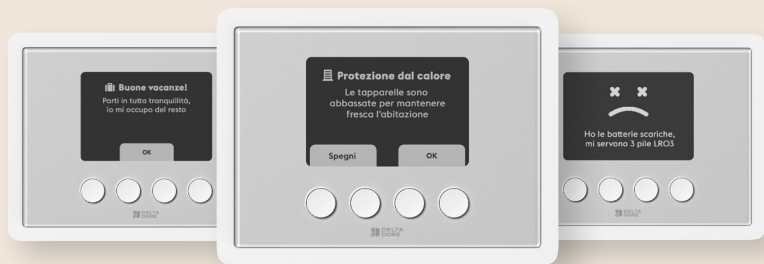 Buone vacanze!
Parti in tutta tranquillità,
io mi occupo del resto
OK
DELTA
DORE
Protezione dal calore
Le tapparelle sono
abbassate per mantenere
fresca l'abitazione
Spegni
OK
DELTA
DORE
Ho le batterie scariche,
mi servono 3 pile LR03
DELTA
DORE